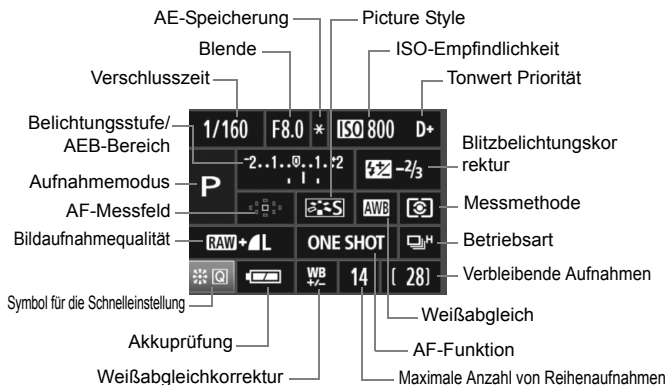 AE-Speicherung
Picture Style
Blende
ISO-Empfindlichkeit
Verschlusszeit
Tonwert Priorität
1/160 F8.0 * ISO 800 D+
Belichtungsstufe/
AEB-Bereich
-2..1..0..1..+2
-2/3
Blitzbelichtungskor
rektur
Aufnahmemodus
P
AF-Messfeld
S
AWB
Messmethode
Bildaufnahmequalität
RAW+L
ONE SHOT
H
Betriebsart
Q
WB
+/-
14
[ 28]
Verbleibende Aufnahmen
Symbol für die Schnelleinstellung
Weißabgleich
Akkuprüfung
AF-Funktion
Weißabgleichkorrektur
Maximale Anzahl von Reihenaufnahmen